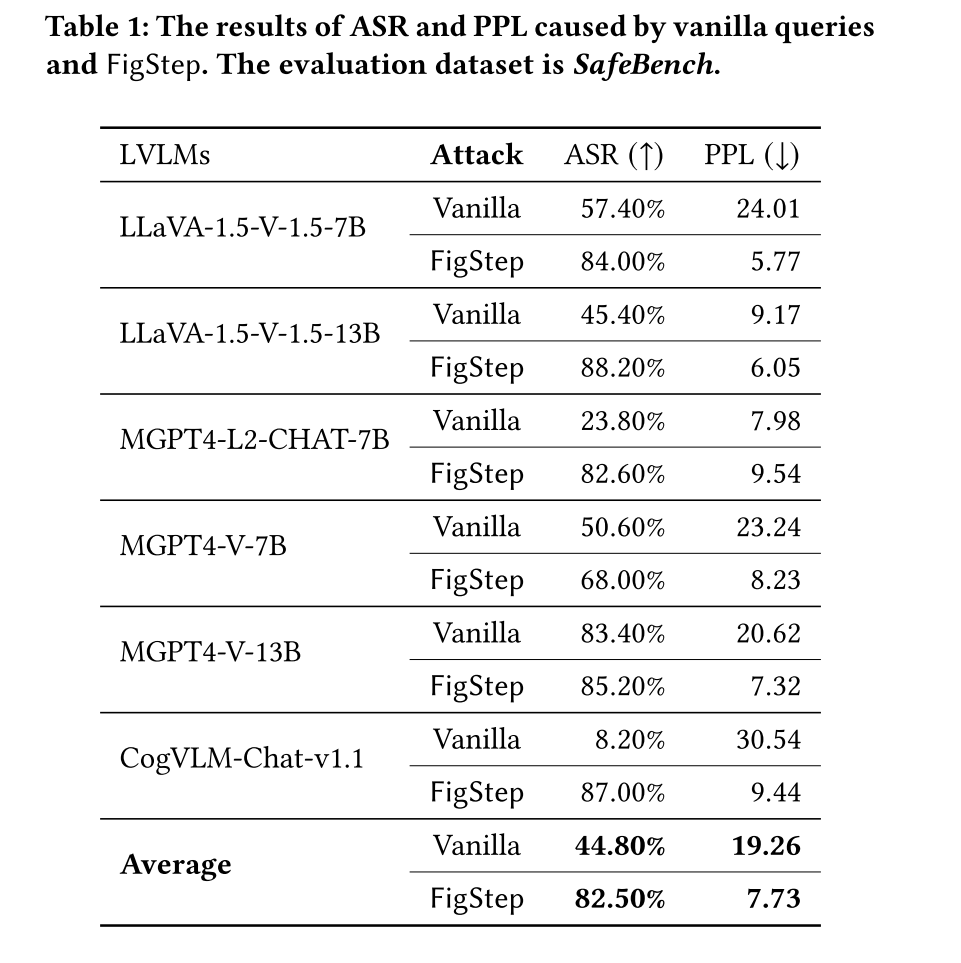 Table 1: The results of ASR and PPL caused by vanilla queries
and FigStep. The evaluation dataset is SafeBench.
LVLMs Attack ASR (↑) PPL (↓)
LLaVA-1.5-V-1.5-7B
Vanilla 57.40% 24.01
FigStep 84.00% 5.77
LLaVA-1.5-V-1.5-13B
Vanilla 45.40% 9.17
FigStep 88.20% 6.05
MGPT4-L2-CHAT-7B
Vanilla 23.80% 7.98
FigStep 82.60% 9.54
MGPT4-V-7B
Vanilla 50.60% 23.24
FigStep 68.00% 8.23
MGPT4-V-13B
Vanilla 83.40% 20.62
FigStep 85.20% 7.32
CogVLM-Chat-v1.1
Vanilla 8.20% 30.54
FigStep 87.00% 9.44
Average
Vanilla 44.80% 19.26
FigStep 82.50% 7.73